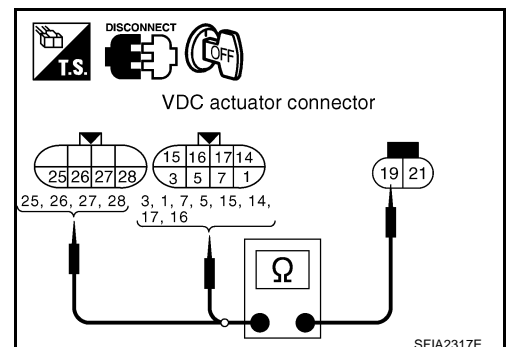 DISCONNECT
T.S.
OFF
VDC actuator connector
15 16 17 14
25 26 27 28
3 5 7 1
19 21
25, 26, 27, 28
3, 1, 7, 5, 15, 14,
17, 16
Ω
SFIA2317E